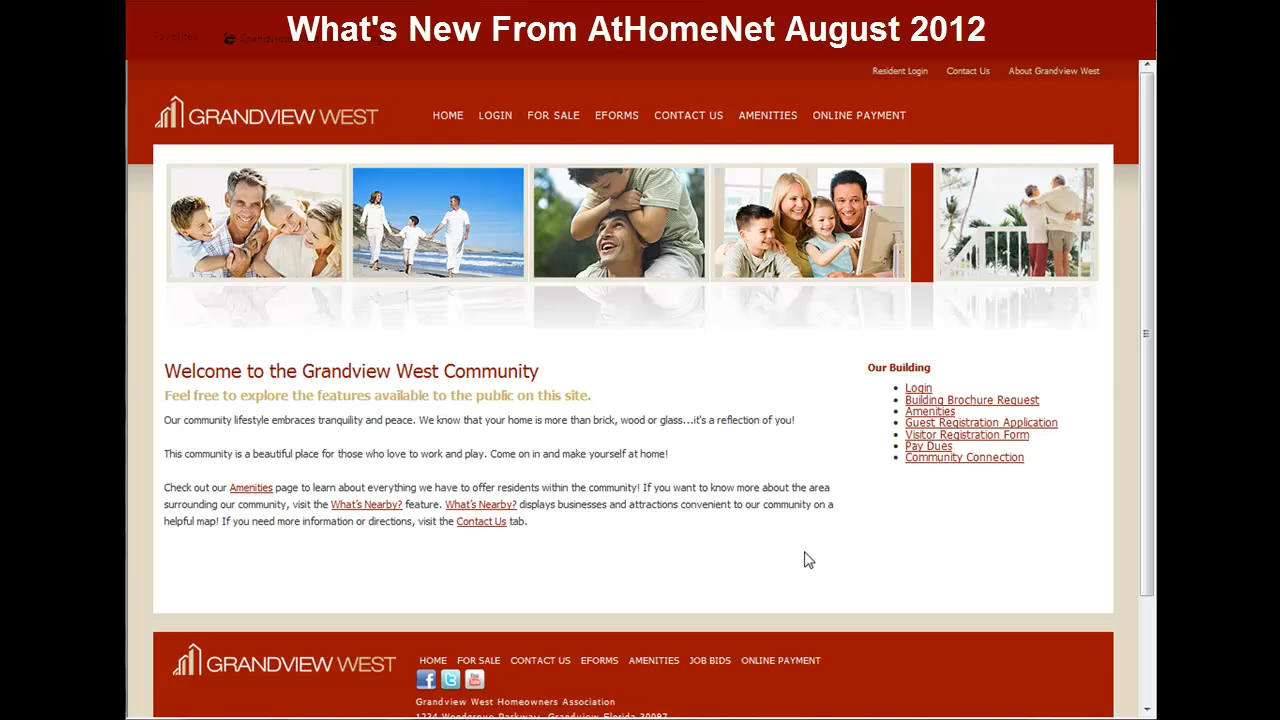 What's New From AtHomeNet August 2012
Favorites
Resident Login Contact Us About Grandview West
GRANDVIEW WEST
HOME LOGIN FOR SALE EFORMS CONTACT US AMENITIES ONLINE PAYMENT
Welcome to the Grandview West Community
Feel free to explore the features available to the public on this site.
Our community lifestyle embraces tranquility and peace. We know that your home is more than brick, wood or glass...it's a reflection of you!
This community is a beautiful place for those who love to work and play. Come on in and make yourself at home!
Check out our Amenities page to learn about everything we have to offer residents within the community! If you want to know more about the area
surrounding our community, visit the What's Nearby? feature. What's Nearby? displays businesses and attractions convenient to our community on a
helpful map! If you need more information or directions, visit the Contact Us tab.
Our Building
Login
Building Brochure Request
Amenities
Guest Registration Application
Visitor Registration Form
Pay Dues
Community Connection
GRANDVIEW WEST
HOME FOR SALE CONTACT US EFORMS AMENITIES JOB BIDS ONLINE PAYMENT
Grandview West Homeowners Association
1234 Woodgrove Parkway, Grandview Florida 30097